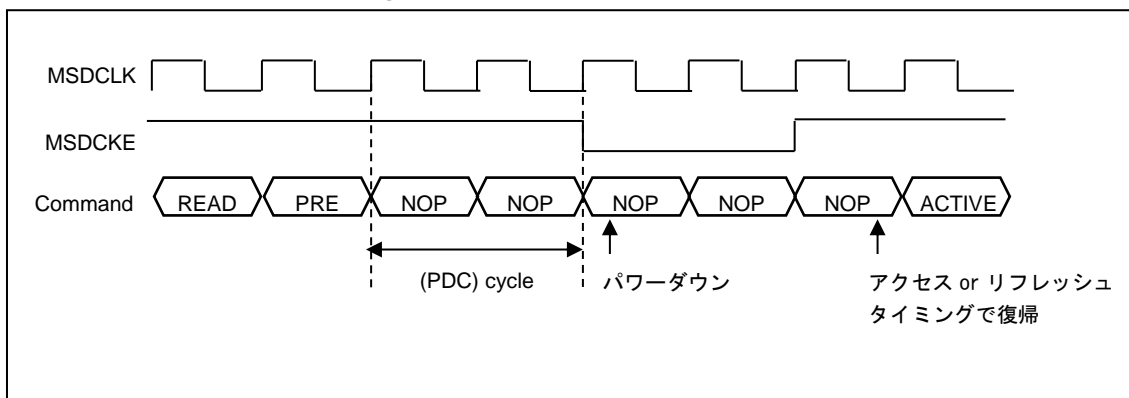 MSDCLK
MSDCKE
Command READ PRE NOP NOP NOP NOP NOP ACTIVE
(PDC) cycle
パワーダウン
アクセス or リフレッシュ
タイミングで復帰